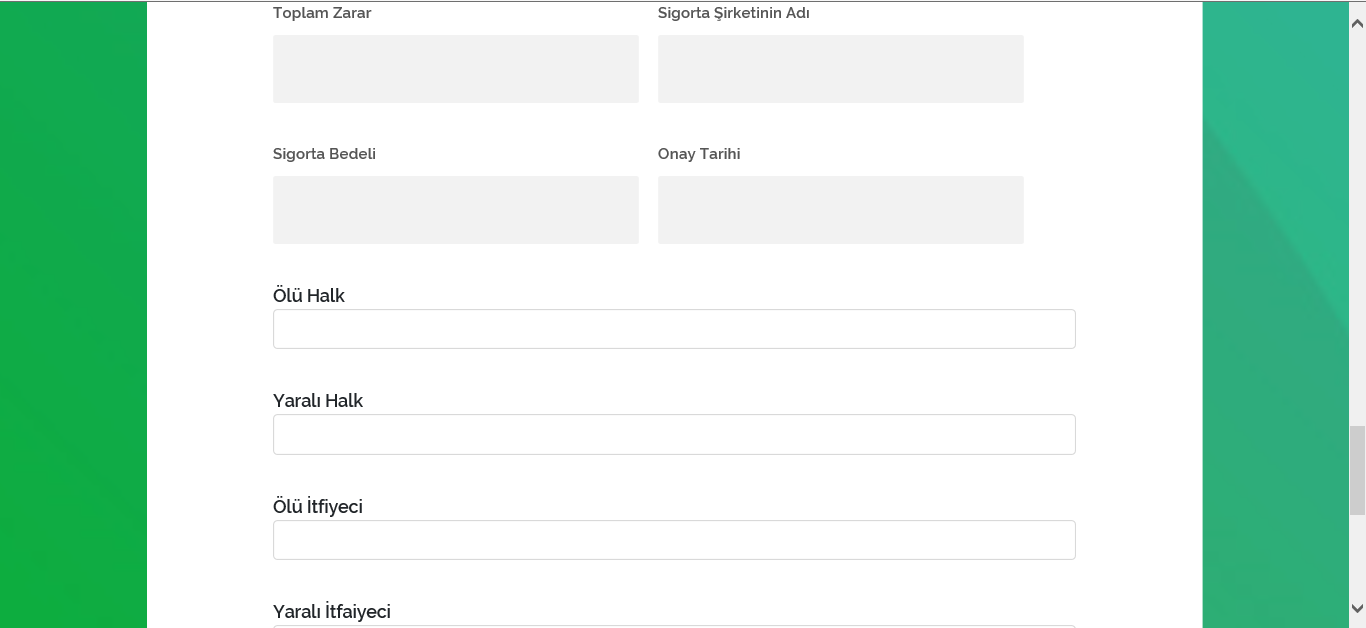 Toplam Zarar
Sigorta Şirketinin Adı
Sigorta Bedeli
Onay Tarihi
Ölü Halk
Yaralı Halk
Ölü İtfiyeci
Yaralı İtfaiyeci